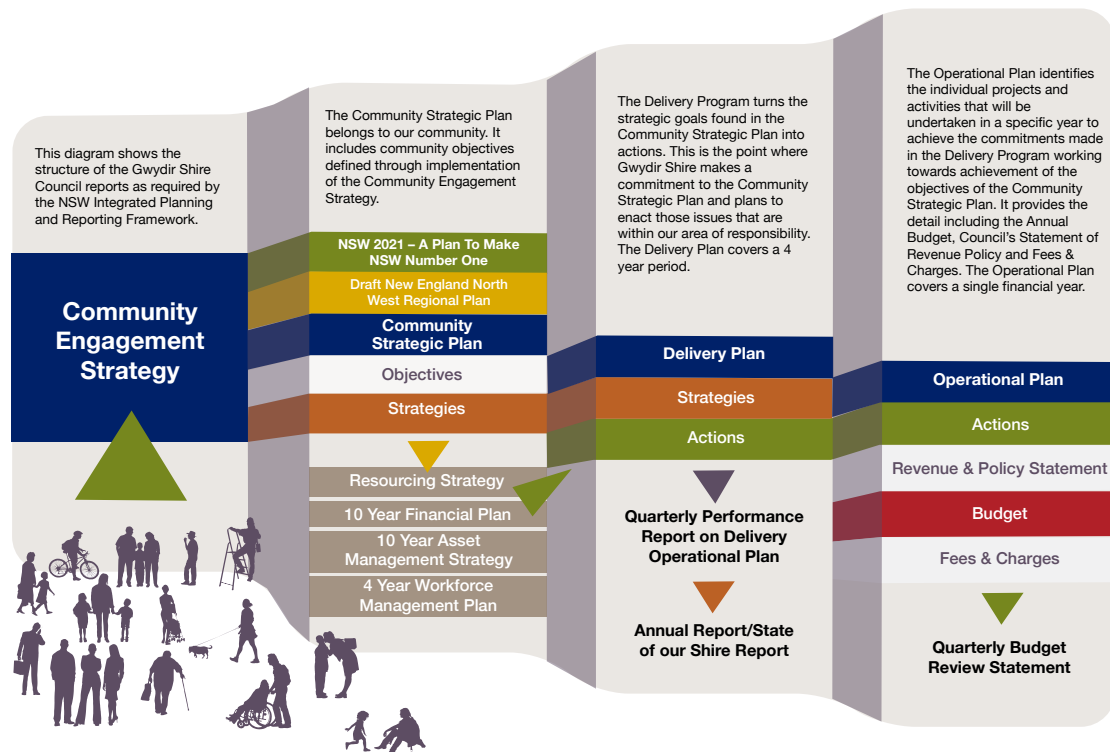 This diagram shows the
structure of the Gwydir Shire
Council reports as required by
the NSW Integrated Planning
and Reporting Framework.
Community
Engagement
Strategy
The Community Strategic Plan
belongs to our community. It
includes community objectives
defined through implementation
of the Community Engagement
Strategy.
NSW 2021 – A Plan To Make
NSW Number One
Draft New England North
West Regional Plan
Community
Strategic Plan
Objectives
Strategies
Resourcing Strategy
10 Year Financial Plan
10 Year Asset
Management Strategy
4 Year Workforce
Management Plan
The Delivery Program turns the
strategic goals found in the
Community Strategic Plan into
actions. This is the point where
Gwydir Shire makes a
commitment to the Community
Strategic Plan and plans to
enact those issues that are
within our area of responsibility.
The Delivery Plan covers a 4
year period.
Delivery Plan
Strategies
Actions
Quarterly Performance
Report on Delivery
Operational Plan
Annual Report/State
of our Shire Report
The Operational Plan identifies
the individual projects and
activities that will be
undertaken in a specific year to
achieve the commitments made
in the Delivery Program working
towards achievement of the
objectives of the Community
Strategic Plan. It provides the
detail including the Annual
Budget, Council's Statement of
Revenue Policy and Fees &
Charges. The Operational Plan
covers a single financial year.
Operational Plan
Actions
Revenue & Policy Statement
Budget
Fees & Charges
Quarterly Budget
Review Statement